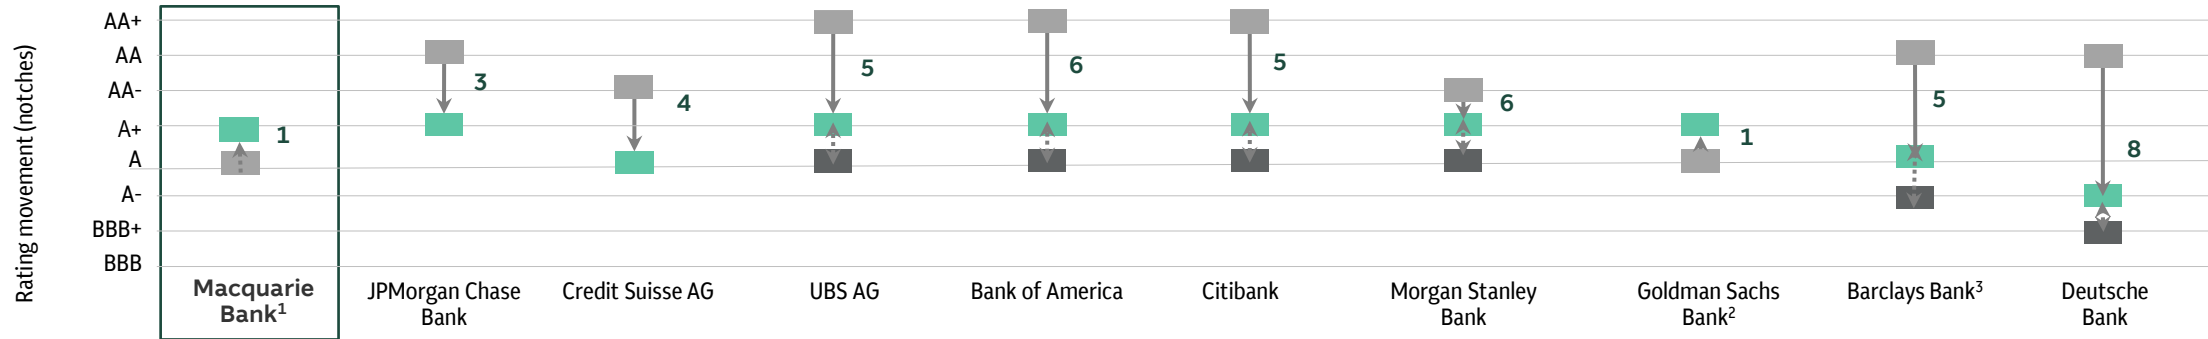 Rating movement (notches)
AA+
AA
AA-
A+
A
A-
BBB+
BBB
1
3
4
5
6
5
6
1
5
8
Macquarie
Bank¹
JPMorgan Chase
Bank
Credit Suisse AG
UBS AG
Bank of America
Citibank
Morgan Stanley
Bank
Goldman Sachs
Bank²
Barclays Bank³
Deutsche
Bank